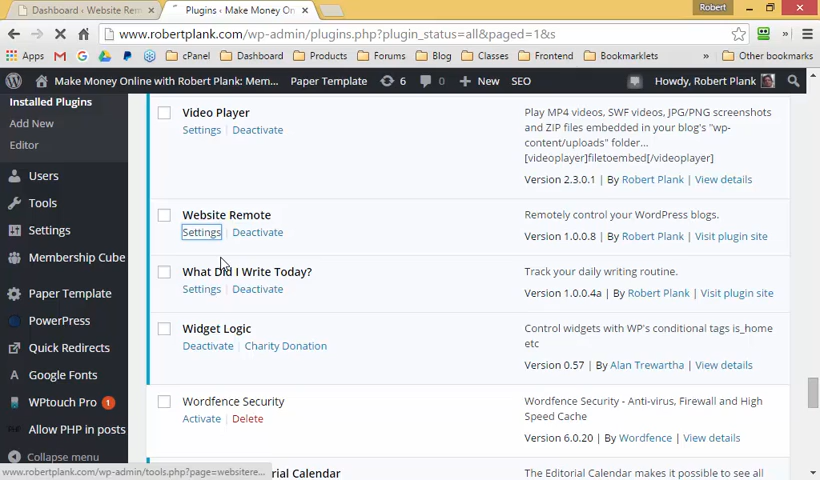 Dashboard ‹ Website Rem
Plugins ‹ Make Money On
Robert
www.robertplank.com/wp-admin/plugins.php?plugin_status=all&paged=1&s
Apps
cPanel
Dashboard
Products
Forums
Blog
Classes
Frontend
Bookmarklets
»
Other bookmarks
Make Money Online with Robert Plank: Mem...
Paper Template
6
0
New
SEO
Howdy, Robert Plank
Installed Plugins
Add New
Editor
Users
Tools
Settings
Membership Cube
Paper Template
PowerPress
Quick Redirects
Google Fonts
WPtouch Pro 1
PHP Allow PHP in posts
Collapse menu
Video Player
Settings | Deactivate
Play MP4 videos, SWF videos, JPG/PNG screenshots
and ZIP files embedded in your blog's "wp-
content/uploads" folder...
[videoplayer]filetoembed[/videoplayer]
Version 2.3.0.1 | By Robert Plank | View details
Website Remote
Settings | Deactivate
Remotely control your WordPress blogs.
Version 1.0.0.8 | By Robert Plank | Visit plugin site
What Did I Write Today?
Settings | Deactivate
Track your daily writing routine.
Version 1.0.0.4a | By Robert Plank | Visit plugin site
Widget Logic
Deactivate | Charity Donation
Control widgets with WP's conditional tags is_home
etc
Version 0.57 | By Alan Trewartha | View details
Wordfence Security
Activate | Delete
Wordfence Security - Anti-virus, Firewall and High
Speed Cache
Version 6.0.20 | By Wordfence | View details
orial Calendar
The Editorial Calendar makes it possible to see all
www.robertplank.com/wp-admin/tools.php?page=websitere...